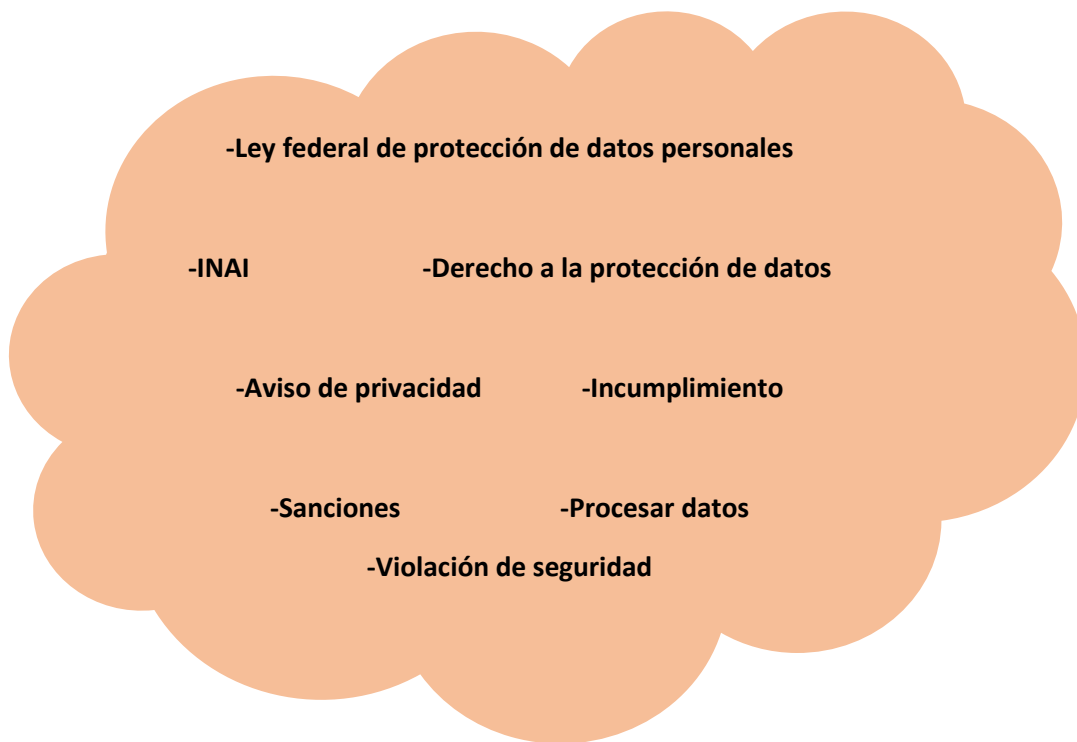 -Ley federal de protección de datos personales
-INAI -Derecho a la protección de datos
-Aviso de privacidad -Incumplimiento
-Sanciones -Procesar datos
-Violación de seguridad